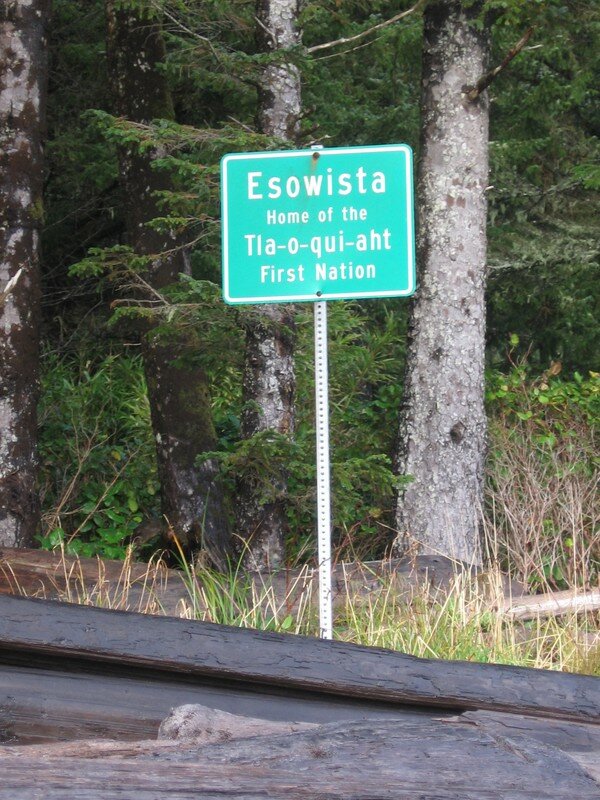 Esowista
Home of the
Tla-o-qui-aht
First Nation